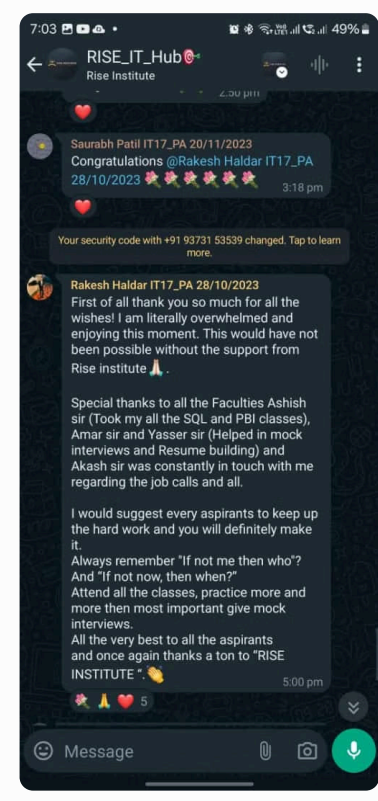 7:03
49%
RISE_IT_Hub
Rise Institute
2:50 pm
Saurabh Patil IT17_PA 20/11/2023
Congratulations @Rakesh Haldar IT17_PA
28/10/2023
3:18 pm
Your security code with +91 93731 53539 changed. Tap to learn
more.
Rakesh Haldar IT17_PA 28/10/2023
First of all thank you so much for all the
wishes! I am literally overwhelmed and
enjoying this moment. This would have not
been possible without the support from
Rise institute🙏🏻.
Special thanks to all the Faculties Ashish
sir (Took my all the SQL and PBI classes),
Amar sir and Yasser sir (Helped in mock
interviews and Resume building) and
Akash sir was constantly in touch with me
regarding the job calls and all.
I would suggest every aspirants to keep up
the hard work and you will definitely make
it.
Always remember "If not me then who"?
And "If not now, then when?"
Attend all the classes, practice more and
more then most important give mock
interviews.
All the very best to all the aspirants
and once again thanks a ton to "RISE
INSTITUTE ".👏
5:00 pm
5
Message